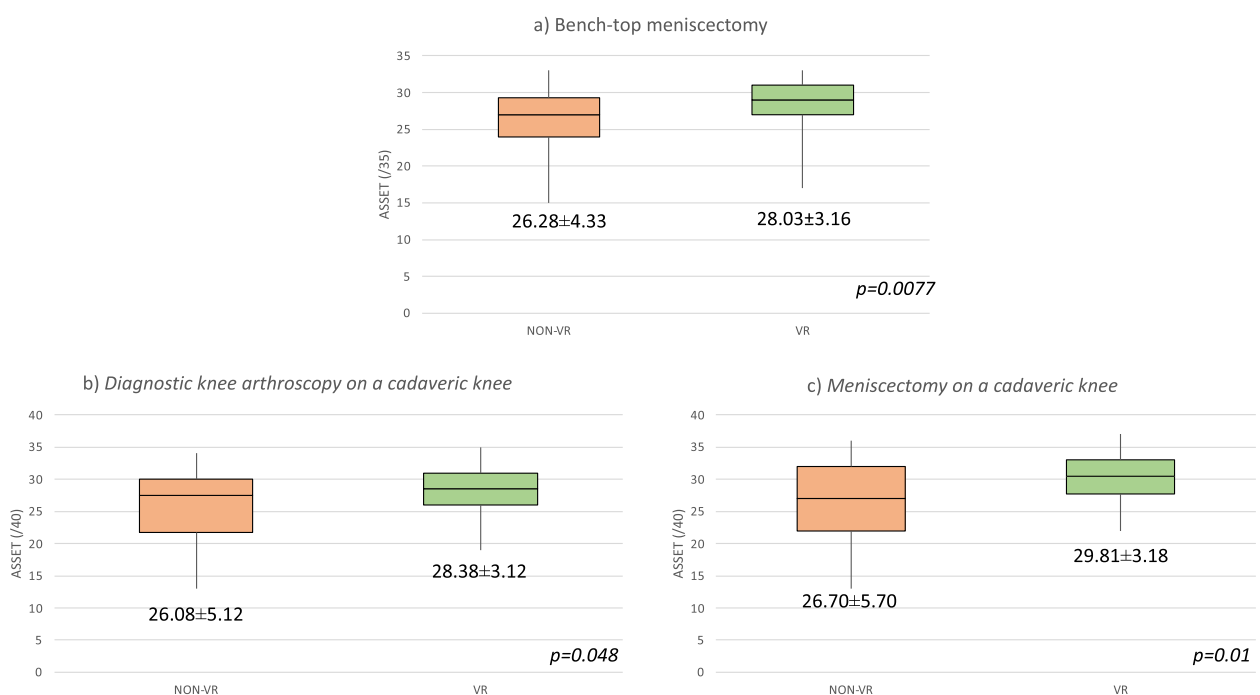 a) Bench-top meniscectomy
35
30
25
20
15
10
5
0
ASSET (/35)
26.28±4.33
28.03±3.16
p=0.0077
NON-VR
VR
b) Diagnostic knee arthroscopy on a cadaveric knee
40
35
30
25
20
15
10
5
0
ASSET (/40)
26.08±5.12
28.38±3.12
p=0.048
NON-VR
VR
c) Meniscectomy on a cadaveric knee
40
35
30
25
20
15
10
5
0
ASSET (/40)
26.70±5.70
29.81±3.18
p=0.01
NON-VR
VR